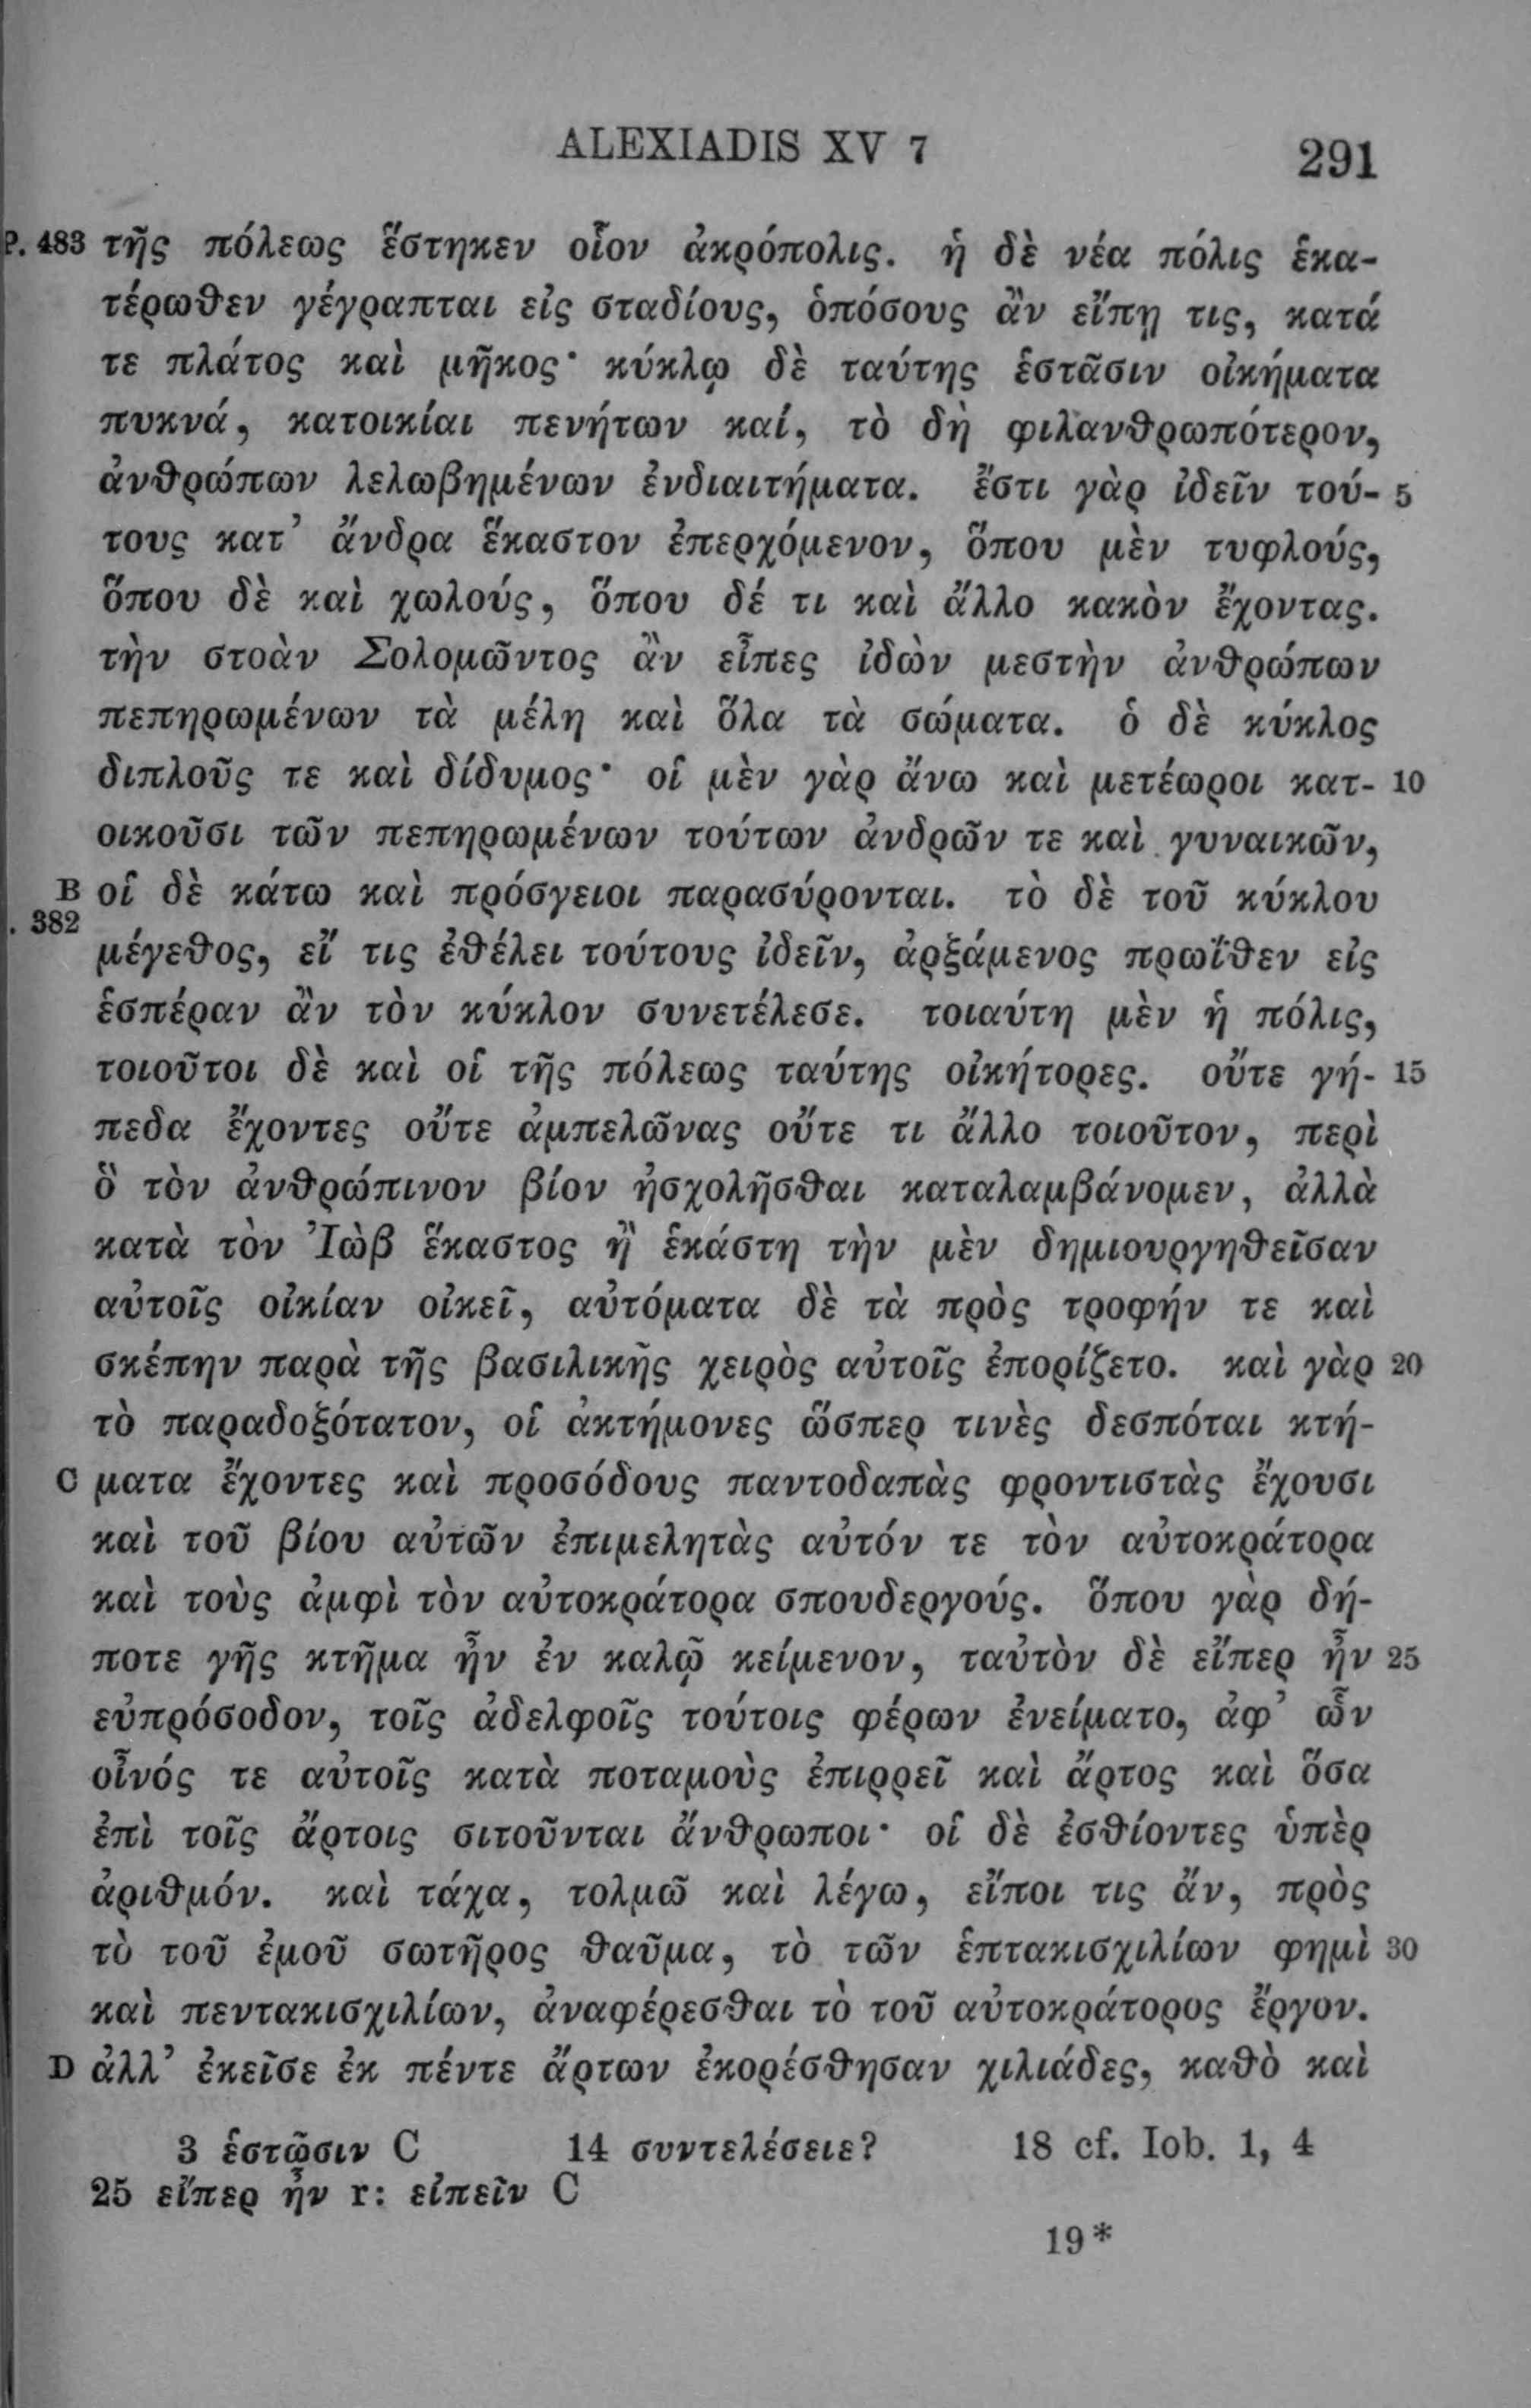 ALEXIADIS XV 7 291
P. 483 τῆς πόλεως ἕστηκεν οἷον ἀκρόπολις. ἡ δὲ νέα πόλις ἑκα-
τέρωθεν γέγραπται εἰς σταδίους, ὁπόσους ἂν εἴπῃ τις, κατά
τε πλάτος καὶ μῆκος· κύκλῳ δὲ ταύτης ἑστᾶσιν οἰκήματα
πυκνά, κατοικίαι πενήτων καί, τὸ δὴ φιλανθρωπότερον,
ἀνθρώπων λελωβημένων ἐνδιαιτήματα. ἔστι γὰρ ἰδεῖν τού- 5
τους κατ’ ἄνδρα ἕκαστον ἐπερχόμενον, ὅπου μὲν τυφλούς,
ὅπου δὲ καὶ χωλούς, ὅπου δέ τι καὶ ἄλλο κακὸν ἔχοντας.
τὴν στοὰν Σολομῶντος ἂν εἶπες ἰδὼν μεστὴν ἀνθρώπων
πεπηρωμένων τὰ μέλη καὶ ὅλα τὰ σώματα. ὁ δὲ κύκλος
διπλοῦς τε καὶ δίδυμος· οἱ μὲν γὰρ ἄνω καὶ μετέωροι κατ- 10
οικοῦσι τῶν πεπηρωμένων τούτων ἀνδρῶν τε καὶ γυναικῶν,
B οἱ δὲ κάτω καὶ πρόσγειοι παρασύρονται. τὸ δὲ τοῦ κύκλου
. 382
μέγεθος, εἴ τις ἐθέλει τούτους ἰδεῖν, ἀρξάμενος πρωΐθεν εἰς
ἑσπέραν ἂν τὸν κύκλον συνετέλεσε. τοιαύτη μὲν ἡ πόλις,
τοιοῦτοι δὲ καὶ οἱ τῆς πόλεως ταύτης οἰκήτορες. οὔτε γή- 15
πεδα ἔχοντες οὔτε ἀμπελῶνας οὔτε τι ἄλλο τοιοῦτον, περὶ
ὃ τὸν ἀνθρώπινον βίον ἠσχολῆσθαι καταλαμβάνομεν, ἀλλὰ
κατὰ τὸν Ἰὼβ ἕκαστος ἢ ἑκάστη τὴν μὲν δημιουργηθεῖσαν
αὐτοῖς οἰκίαν οἰκεῖ, αὐτόματα δὲ τὰ πρὸς τροφήν τε καὶ
σκέπην παρὰ τῆς βασιλικῆς χειρὸς αὐτοῖς ἐπορίζετο. καὶ γὰρ 20
τὸ παραδοξότατον, οἱ ἀκτήμονες ὥσπερ τινὲς δεσπόται κτή-
C ματα ἔχοντες καὶ προσόδους παντοδαπὰς φροντιστὰς ἔχουσι
καὶ τοῦ βίου αὐτῶν ἐπιμελητὰς αὐτόν τε τὸν αὐτοκράτορα
καὶ τοὺς ἀμφὶ τὸν αὐτοκράτορα σπουδεργούς. ὅπου γὰρ δή-
ποτε γῆς κτῆμα ἦν ἐν καλῷ κείμενον, ταὐτὸν δὲ εἴπερ ἦν 25
εὐπρόσοδον, τοῖς ἀδελφοῖς τούτοις φέρων ἐνείματο, ἀφ’ ὧν
οἶνός τε αὐτοῖς κατὰ ποταμοὺς ἐπιρρεῖ καὶ ἄρτος καὶ ὅσα
ἐπὶ τοῖς ἄρτοις σιτοῦνται ἄνθρωποι· οἱ δὲ ἐσθίοντες ὑπὲρ
ἀριθμόν. καὶ τάχα, τολμῶ καὶ λέγω, εἴποι τις ἄν, πρὸς
τὸ τοῦ ἐμοῦ σωτῆρος θαῦμα, τὸ τῶν ἑπτακισχιλίων φημὶ 30
καὶ πεντακισχιλίων, ἀναφέρεσθαι τὸ τοῦ αὐτοκράτορος ἔργον.
D ἀλλ’ ἐκεῖσε ἐκ πέντε ἄρτων ἐκορέσθησαν χιλιάδες, καθὸ καὶ
3 ἑστῷσιν C 14 συντελέσειε? 18 cf. Iob. 1, 4
25 εἴπερ ἦν r: εἰπεῖν C
19*